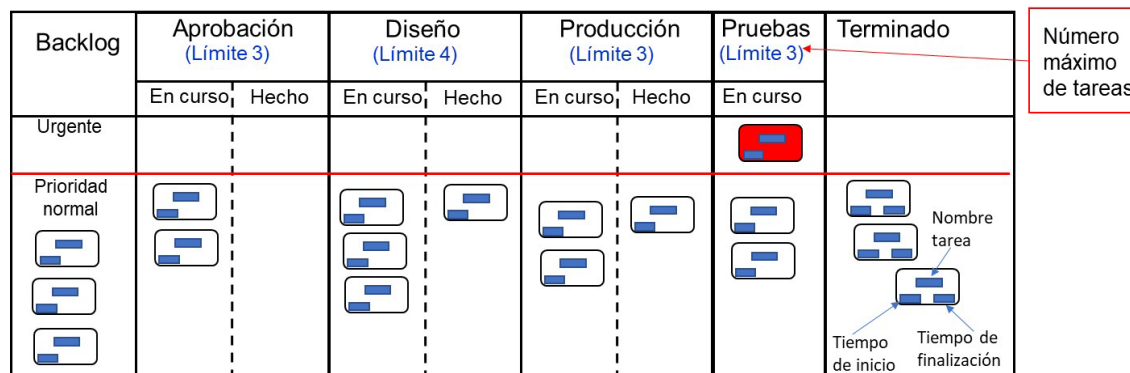 Backlog
Aprobación
(Límite 3)
Diseño
(Límite 4)
Producción
(Límite 3)
Pruebas
(Límite 3)
Terminado
Número
máximo
de tareas
En curso
Hecho
En curso
Hecho
En curso
Hecho
En curso
Urgente
Prioridad
normal
Nombre
tarea
Tiempo
de inicio
Tiempo de
finalización